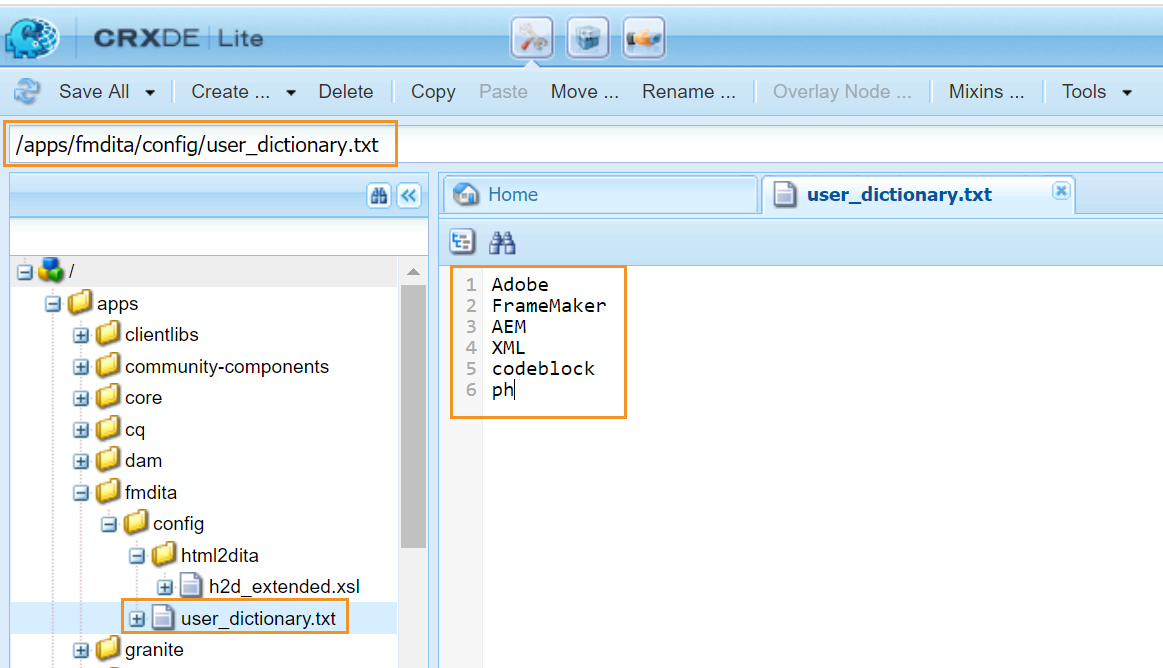 CRXDE | Lite
Save All Create ... Delete Copy Paste Move ... Rename ... Overlay Node ... Mixins ... Tools
/apps/fmdita/config/user_dictionary.txt
Home user_dictionary.txt
/
apps
clientlibs
community-components
core
cq
dam
fmdita
config
html2dita
h2d_extended.xsl
user_dictionary.txt
granite
1 Adobe
2 FrameMaker
3 AEM
4 XML
5 codeblock
6 ph